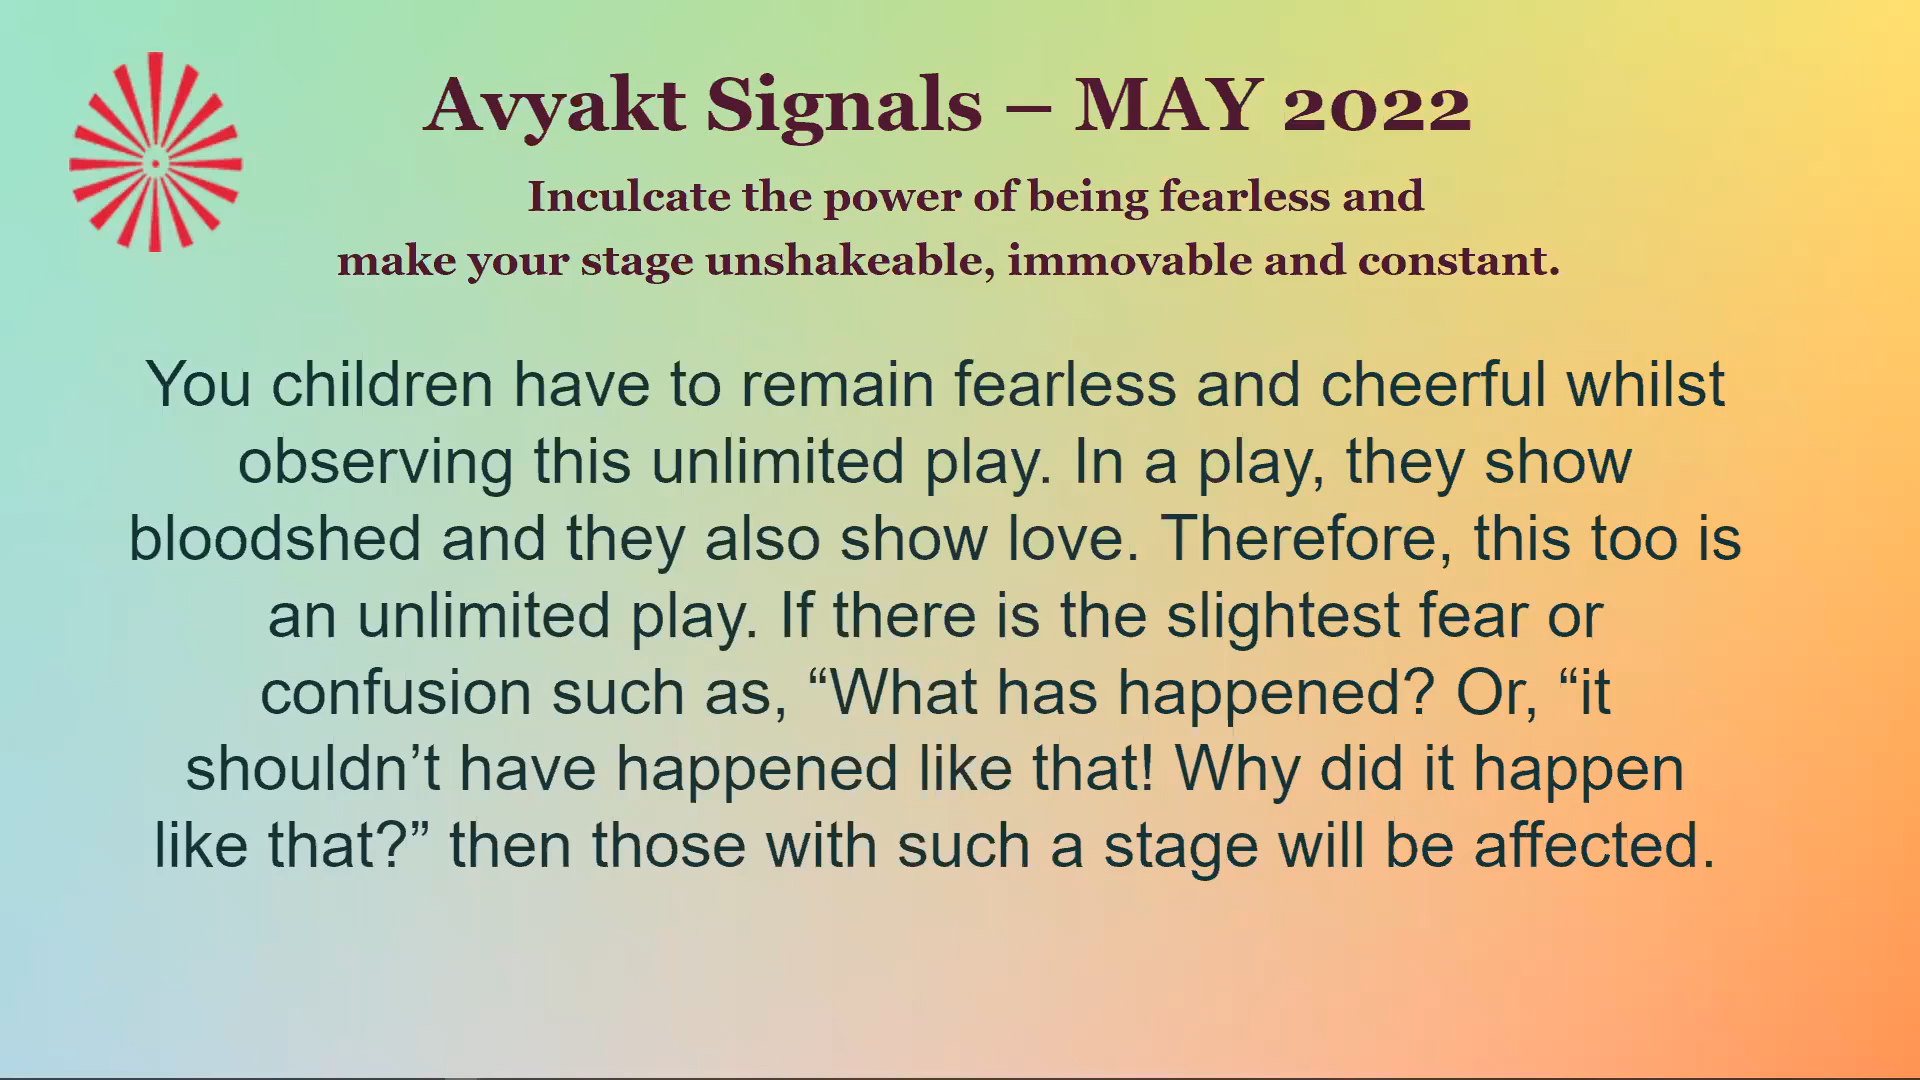 Avyakt Signals – MAY 2022
Inculcate the power of being fearless and
make your stage unshakeable, immovable and constant.
You children have to remain fearless and cheerful whilst
observing this unlimited play. In a play, they show
bloodshed and they also show love. Therefore, this too is
an unlimited play. If there is the slightest fear or
confusion such as, “What has happened? Or, “it
shouldn’t have happened like that! Why did it happen
like that?” then those with such a stage will be affected.